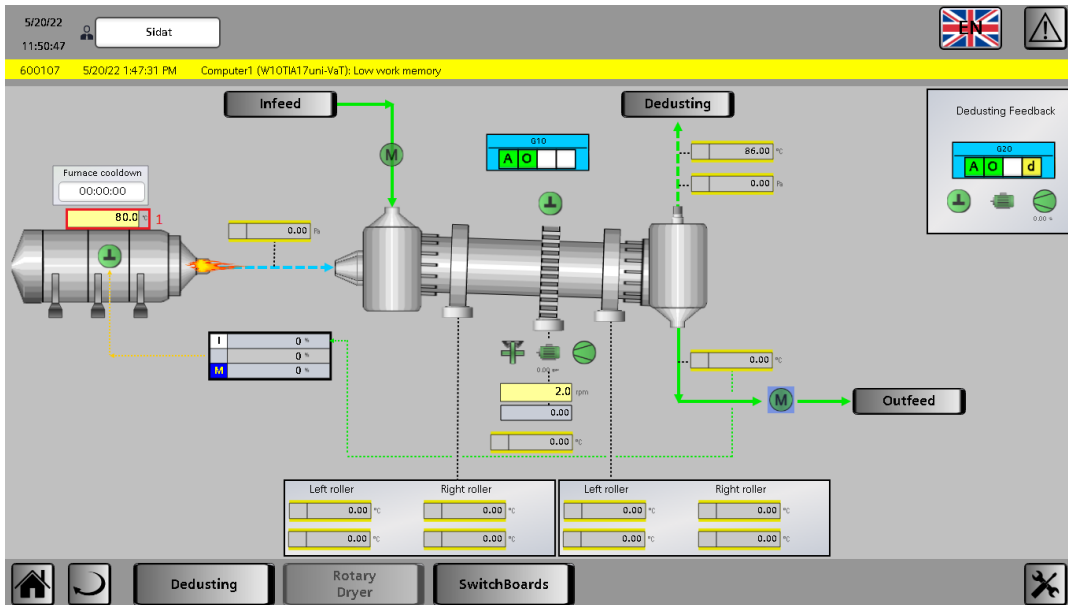 5/20/22
11:50:47
Sidat
EN
600107 5/20/22 1:47:31 PM Computer1 (W10TIA17uni-VaT): Low work memory
Infeed
Dedusting
Dedusting Feedback
M
G10
A O
86.00 °C
0.00 Pa
G20
A O d
0.00 %
Furnace cooldown
00:00:00
80.0 °C 1
0.00 Pa
I 0 %
0 %
M 0 %
0.00
2.0 rpm
0.00
0.00 °C
0.00 °C
M
Outfeed
Left roller Right roller Left roller Right roller
0.00 °C 0.00 °C 0.00 °C 0.00 °C
0.00 °C 0.00 °C 0.00 °C 0.00 °C
Dedusting
Rotary
Dryer
SwitchBoards